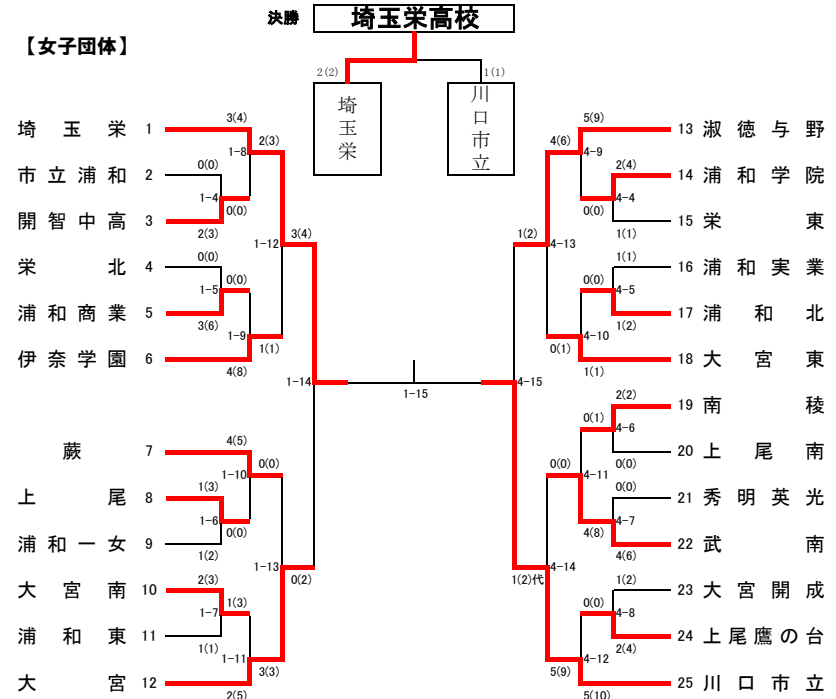 決勝 埼玉栄高校
【女子団体】
2(2) 1(1)
埼玉栄
川口市立
3(4) 5(9)
埼玉栄 1 2(3) 4(6) 13 淑徳与野
1-8 4-9
0(0) 2(4)
市立浦和 2 14 浦和学院
1-4 4-4
0(0) 0(0)
開智中高 3 15 栄東
2(3) 1(1)
3(4) 1(2)
1-12 4-13
0(0) 1(1)
栄北 4 16 浦和実業
0(0) 0(0)
1-5 4-5
浦和商業 5 17 浦和北
3(6) 1(2)
1-9 4-10
1(1) 0(1)
伊奈学園 6 18 大宮東
4(8) 1(1)
1-14 4-15
1-15
2(2)
19 南稜
0(1)
4-6
4(5)
蕨 7 20 上尾南
0(0) 0(0) 0(0)
1-10 4-11
1(3) 0(0)
上尾 8 21 秀明英光
1-6 4-7
0(0) 4(8)
浦和一女 9 22 武南
1(2) 4(6)
1-13 4-14
0(2) 1(2)代
2(3) 1(2)
大宮南 10 23 大宮開成
1(3) 0(0)
1-7 4-8
浦和東 11 24 上尾鷹の台
1(1) 2(4)
1-11 4-12
3(3) 5(9)
大宮 12 25 川口市立
2(5) 5(10)